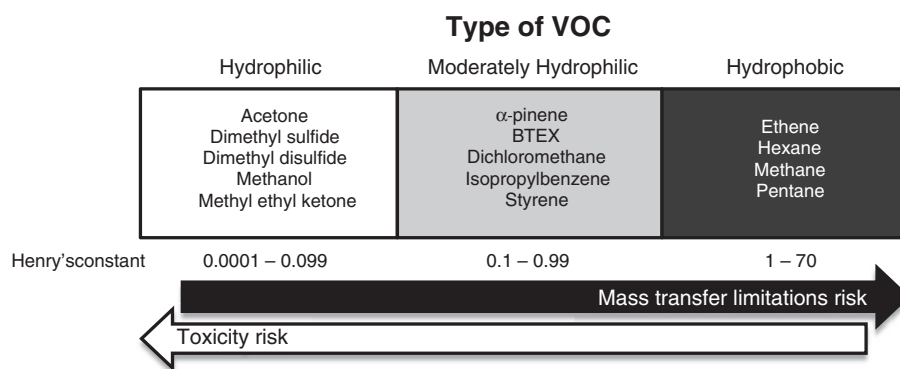 Type of VOC
Hydrophilic Moderately Hydrophilic Hydrophobic
Acetone
Dimethyl sulfide
Dimethyl disulfide
Methanol
Methyl ethyl ketone
α-pinene
BTEX
Dichloromethane
Isopropylbenzene
Styrene
Ethene
Hexane
Methane
Pentane
Henry'sconstant 0.0001 – 0.099 0.1 – 0.99 1 – 70
Mass transfer limitations risk
Toxicity risk